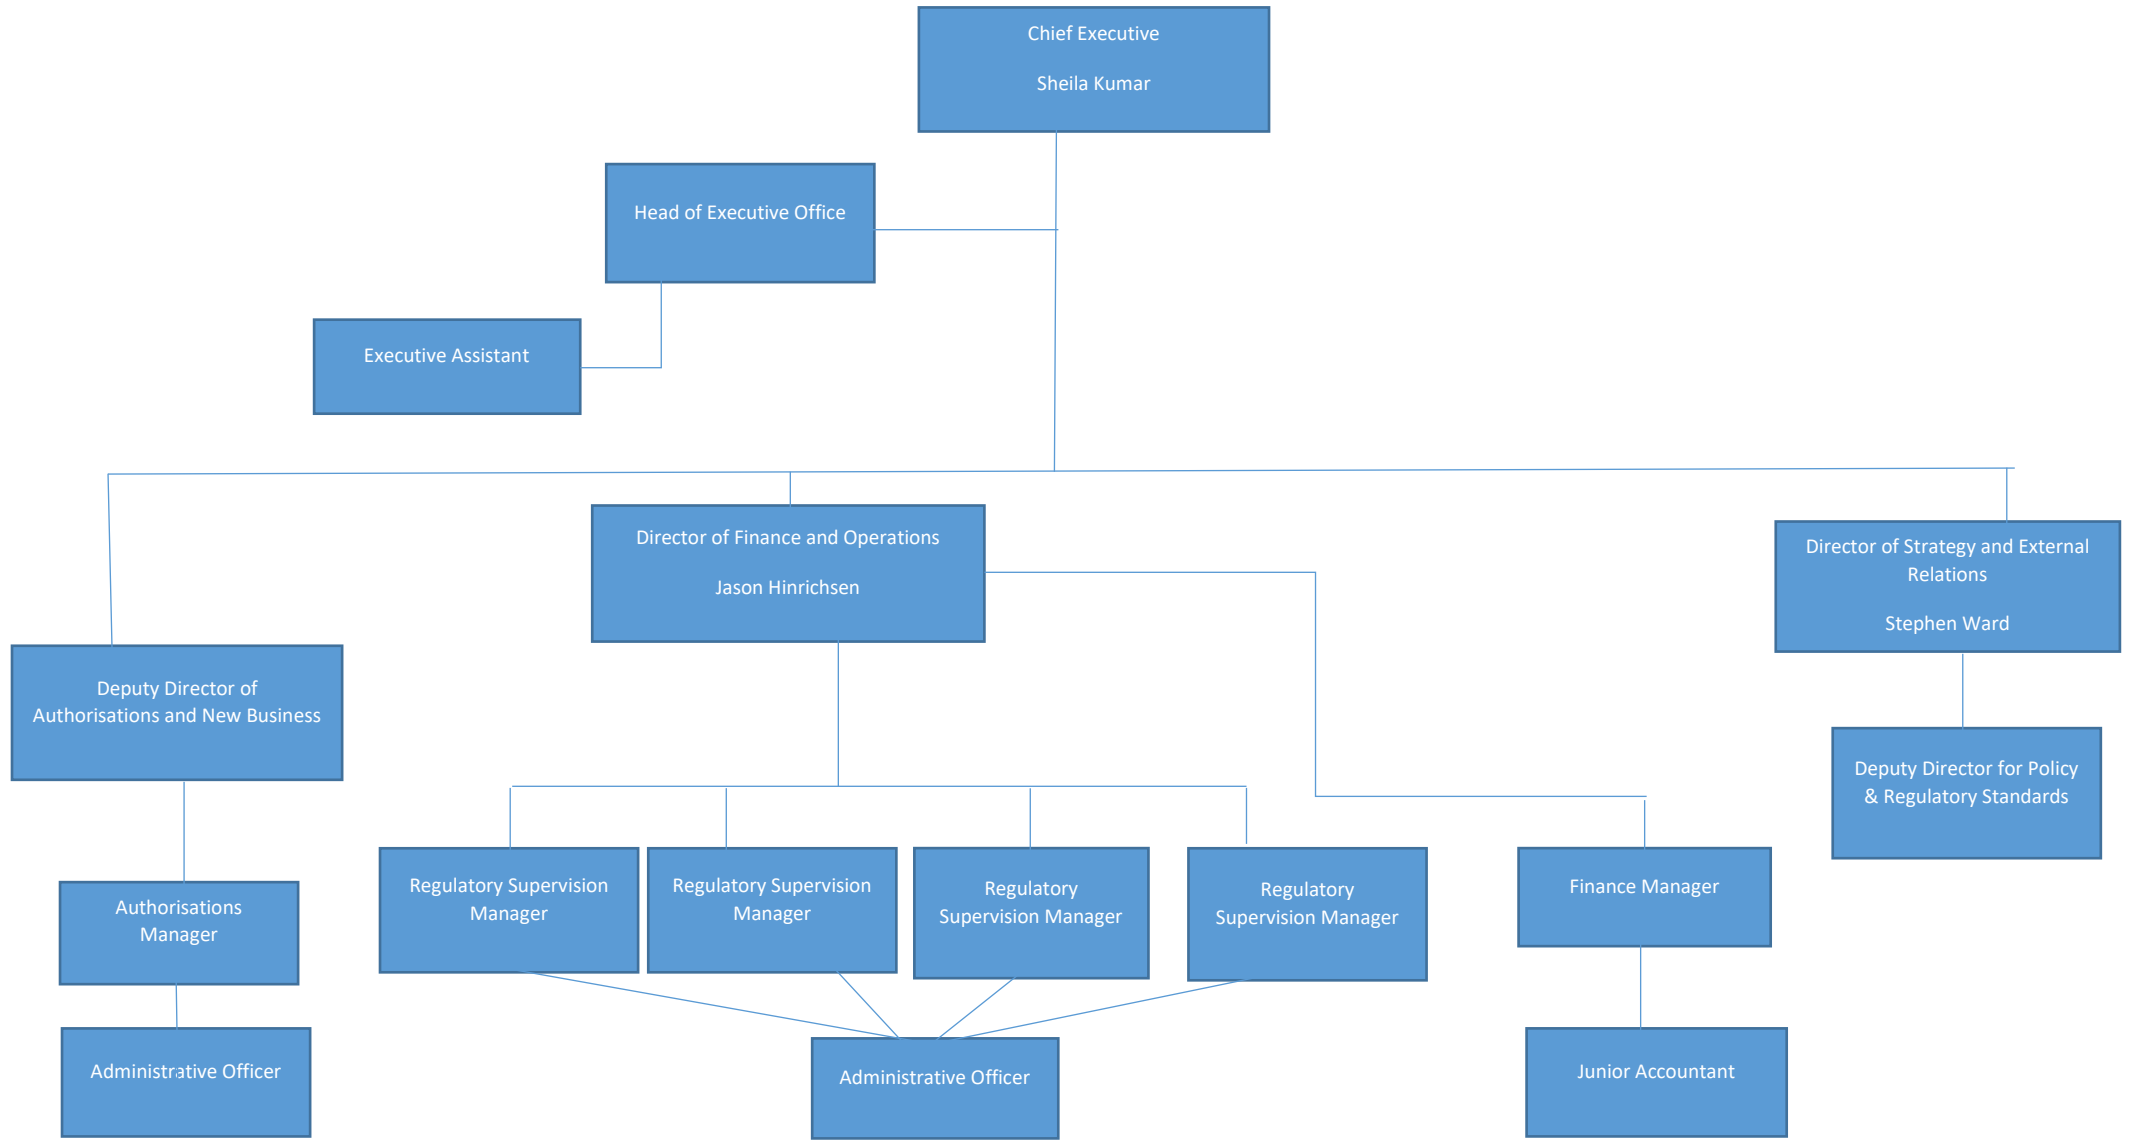 Chief Executive
Sheila Kumar
Head of Executive Office
Executive Assistant
Director of Finance and Operations
Jason Hinrichsen
Director of Strategy and External
Relations
Stephen Ward
Deputy Director of
Authorisations and New Business
Deputy Director for Policy
& Regulatory Standards
Authorisations
Manager
Regulatory Supervision
Manager
Regulatory Supervision
Manager
Regulatory
Supervision Manager
Regulatory
Supervision Manager
Finance Manager
Administrative Officer
Administrative Officer
Junior Accountant